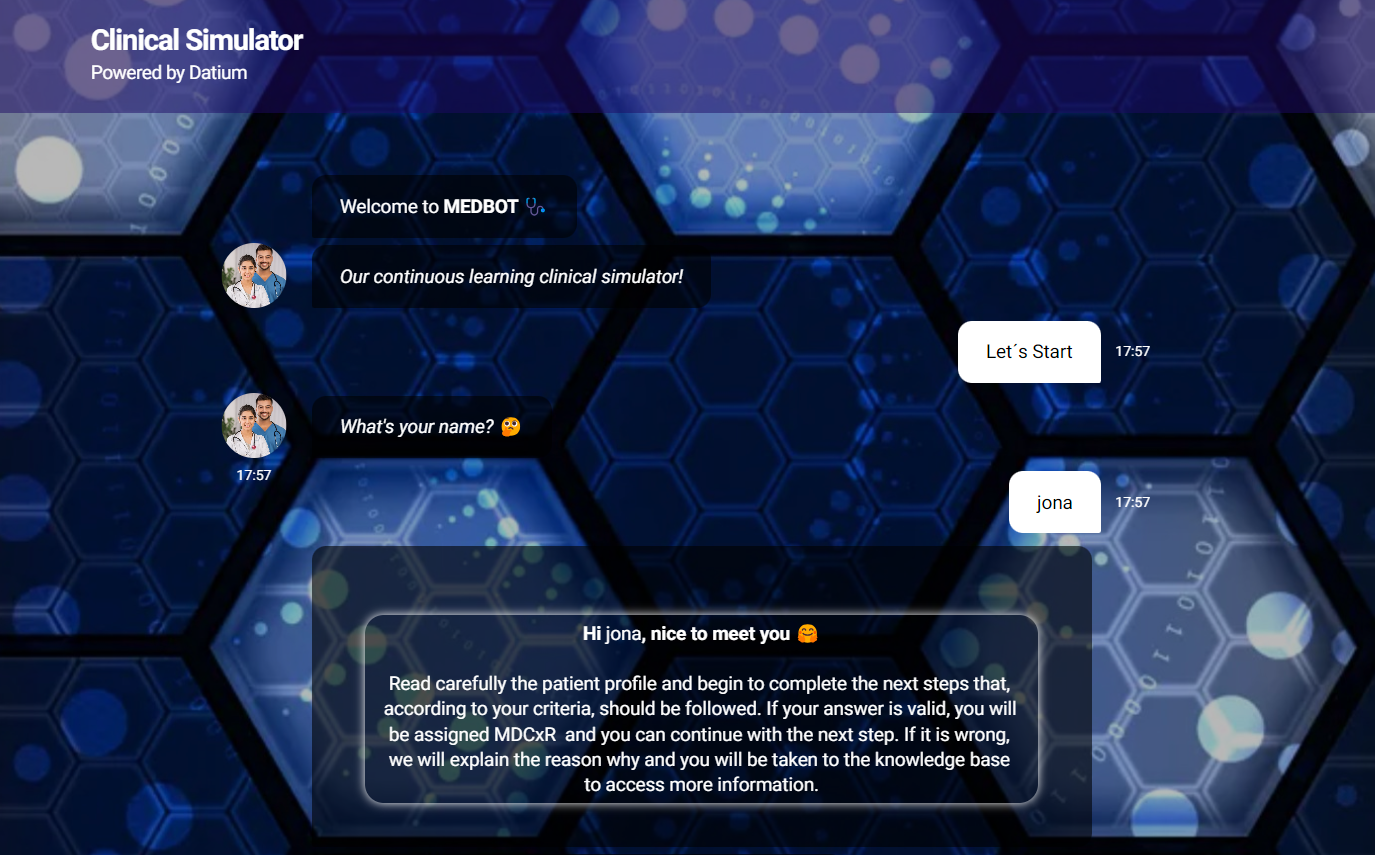 Clinical Simulator
Powered by Datium
Welcome to MEDBOT
Our continuous learning clinical simulator!
Let´s Start
17:57
What's your name? 🤔
17:57
jona
17:57
Hi jona, nice to meet you 🤗
Read carefully the patient profile and begin to complete the next steps that,
according to your criteria, should be followed. If your answer is valid, you will
be assigned MDCxR and you can continue with the next step. If it is wrong,
we will explain the reason why and you will be taken to the knowledge base
to access more information.